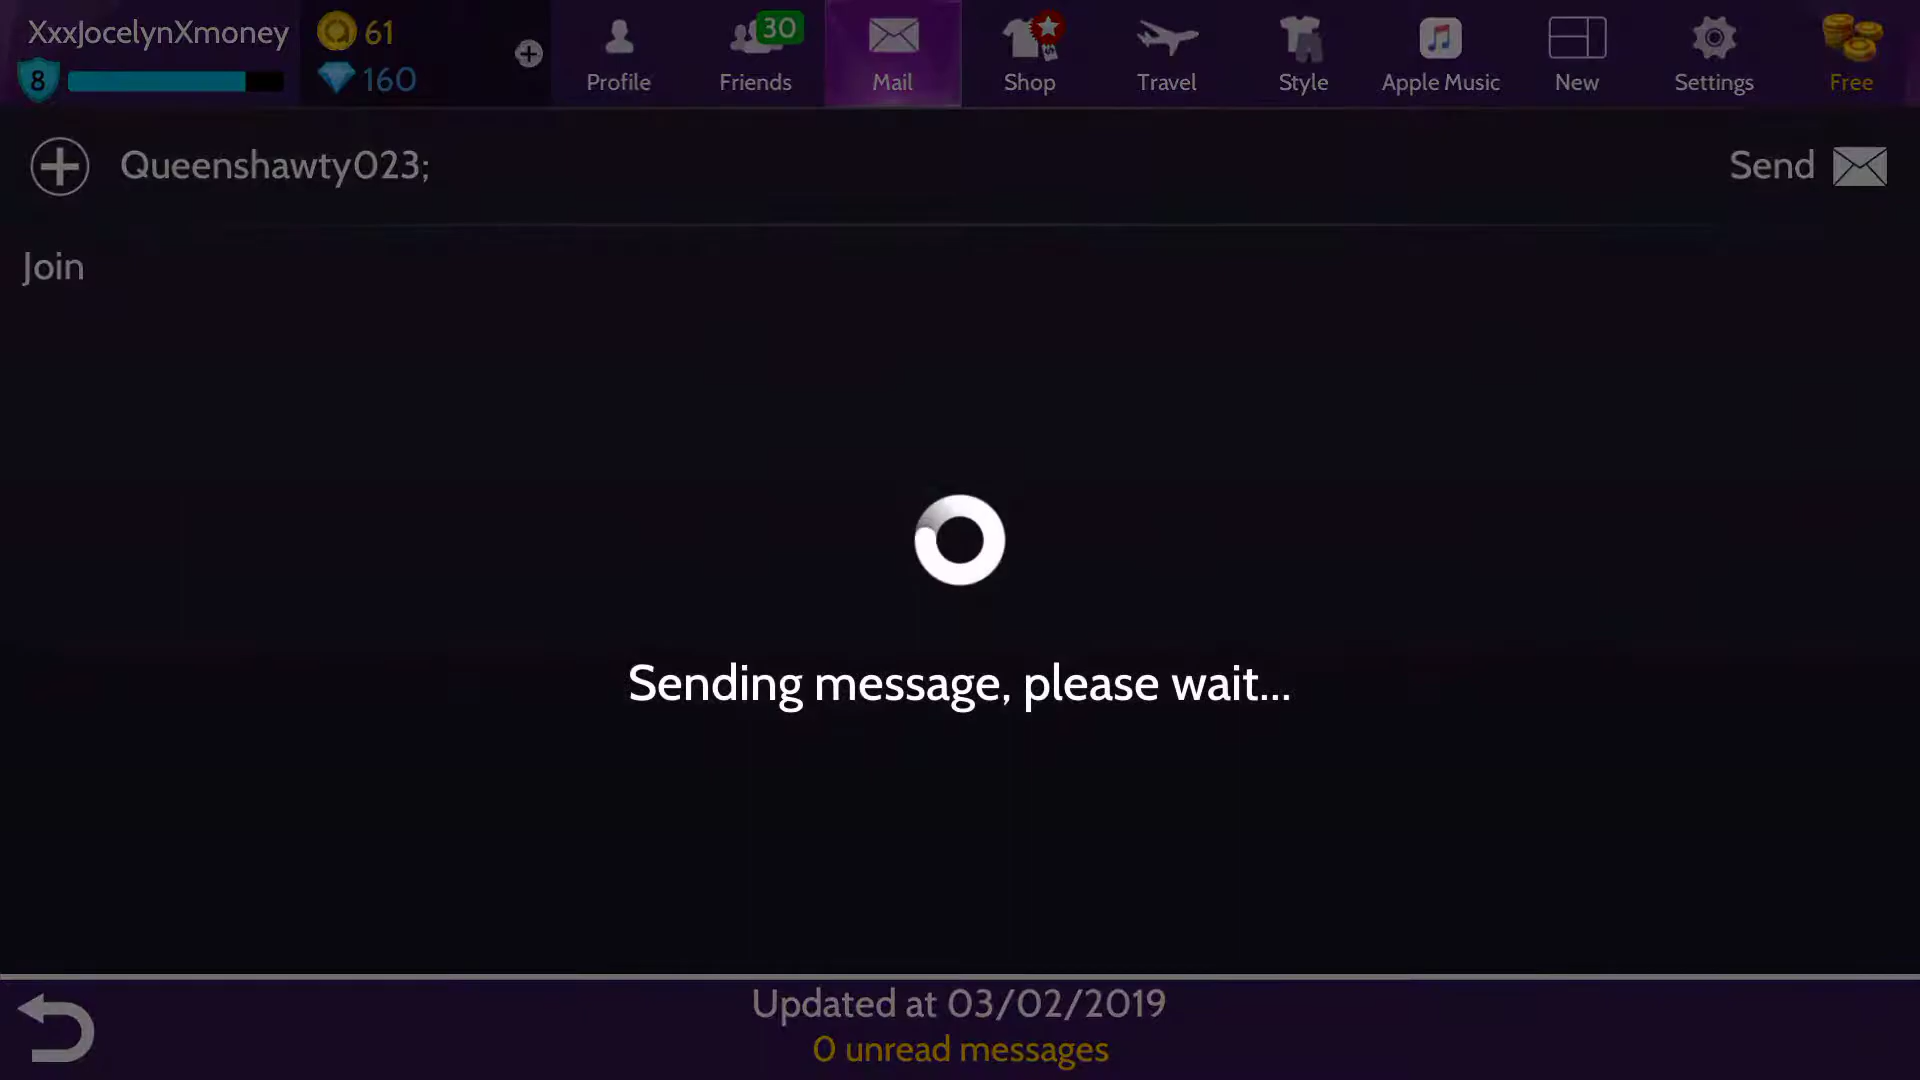 XxxJocelynXmoney
61
8
160
Profile
30
Friends
Mail
Shop
Travel
Style
Apple Music
New
Settings
Free
Queenshawty023;
Send
Join
Sending message, please wait...
Updated at 03/02/2019
0 unread messages